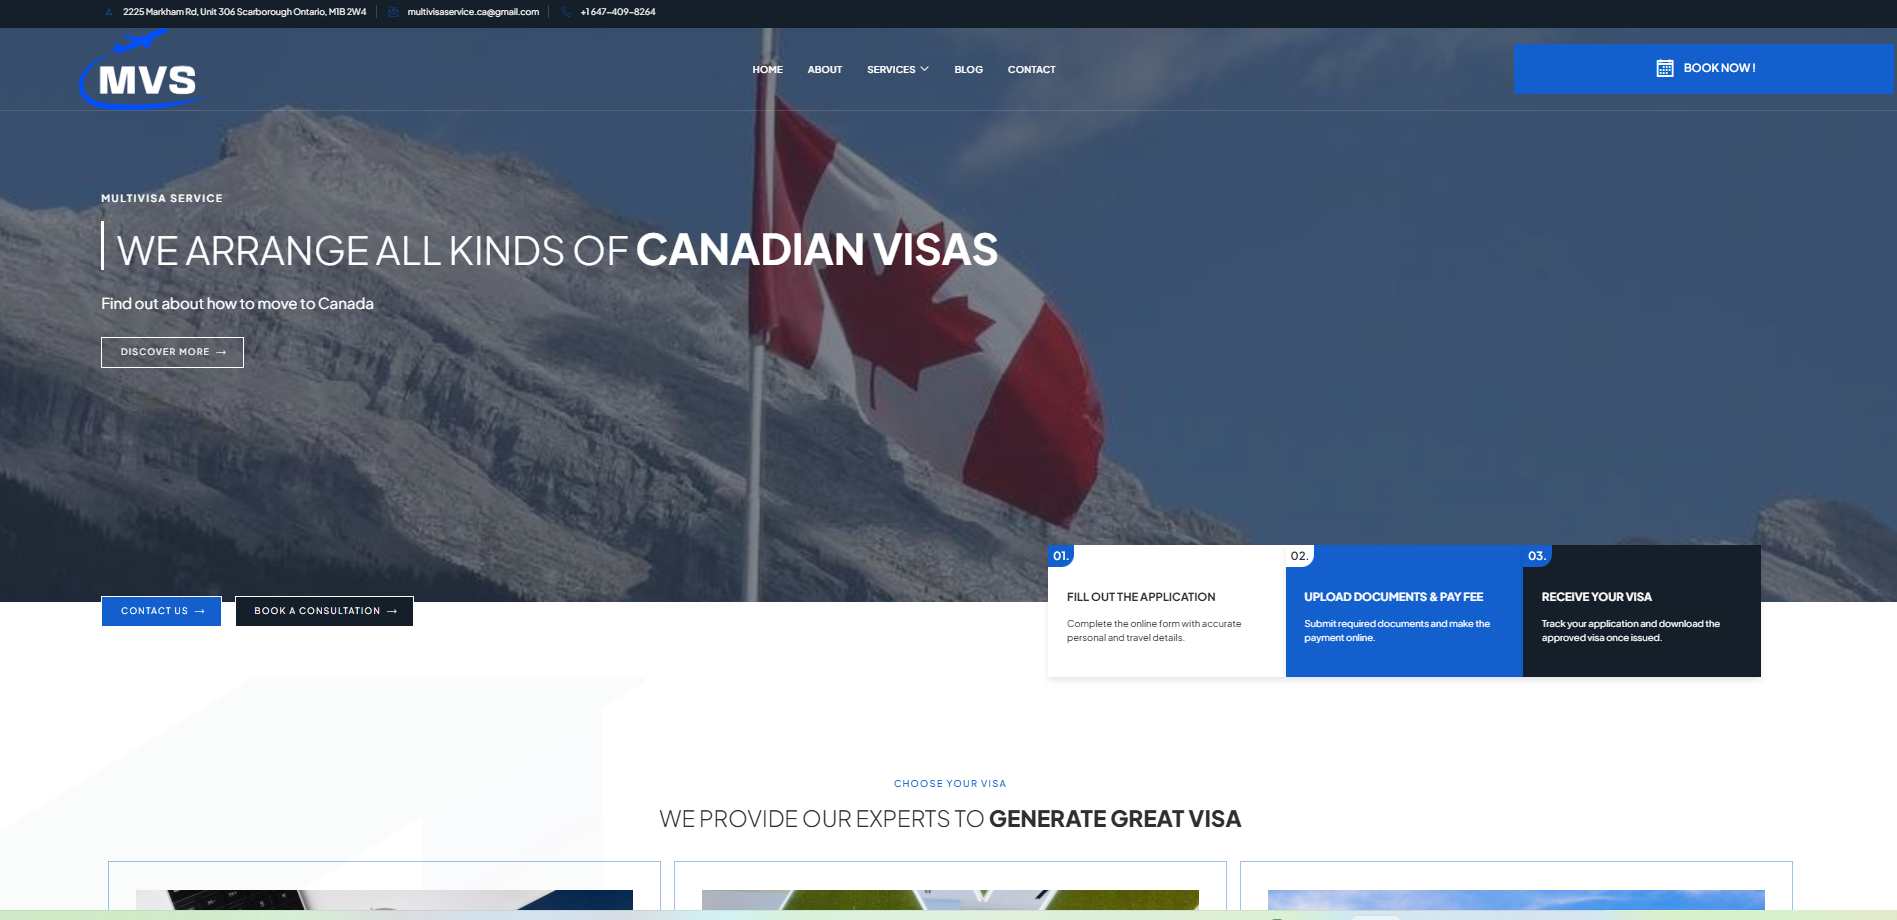 2225 Markham Rd, Unit 306 Scarborough Ontario, M1B 2W4
multivisaservice.ca@gmail.com
+1 647-409-8264
MVS
HOME
ABOUT
SERVICES
BLOG
CONTACT
BOOK NOW !
MULTIVISA SERVICE
WE ARRANGE ALL KINDS OF CANADIAN VISAS
Find out about how to move to Canada
DISCOVER MORE →
CONTACT US →
BOOK A CONSULTATION →
01.
FILL OUT THE APPLICATION
Complete the online form with accurate
personal and travel details.
02.
UPLOAD DOCUMENTS & PAY FEE
Submit required documents and make the
payment online.
03.
RECEIVE YOUR VISA
Track your application and download the
approved visa once issued.
CHOOSE YOUR VISA
WE PROVIDE OUR EXPERTS TO GENERATE GREAT VISA